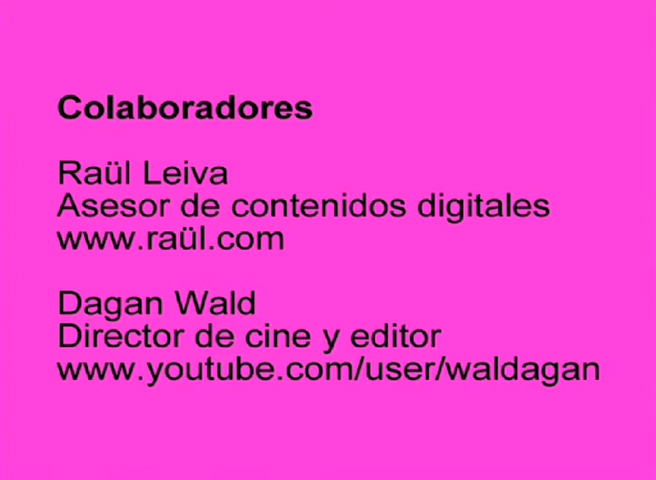 Colaboradores
Raül Leiva
Asesor de contenidos digitales
www.raül.com
Dagan Wald
Director de cine y editor
www.youtube.com/user/waldagan